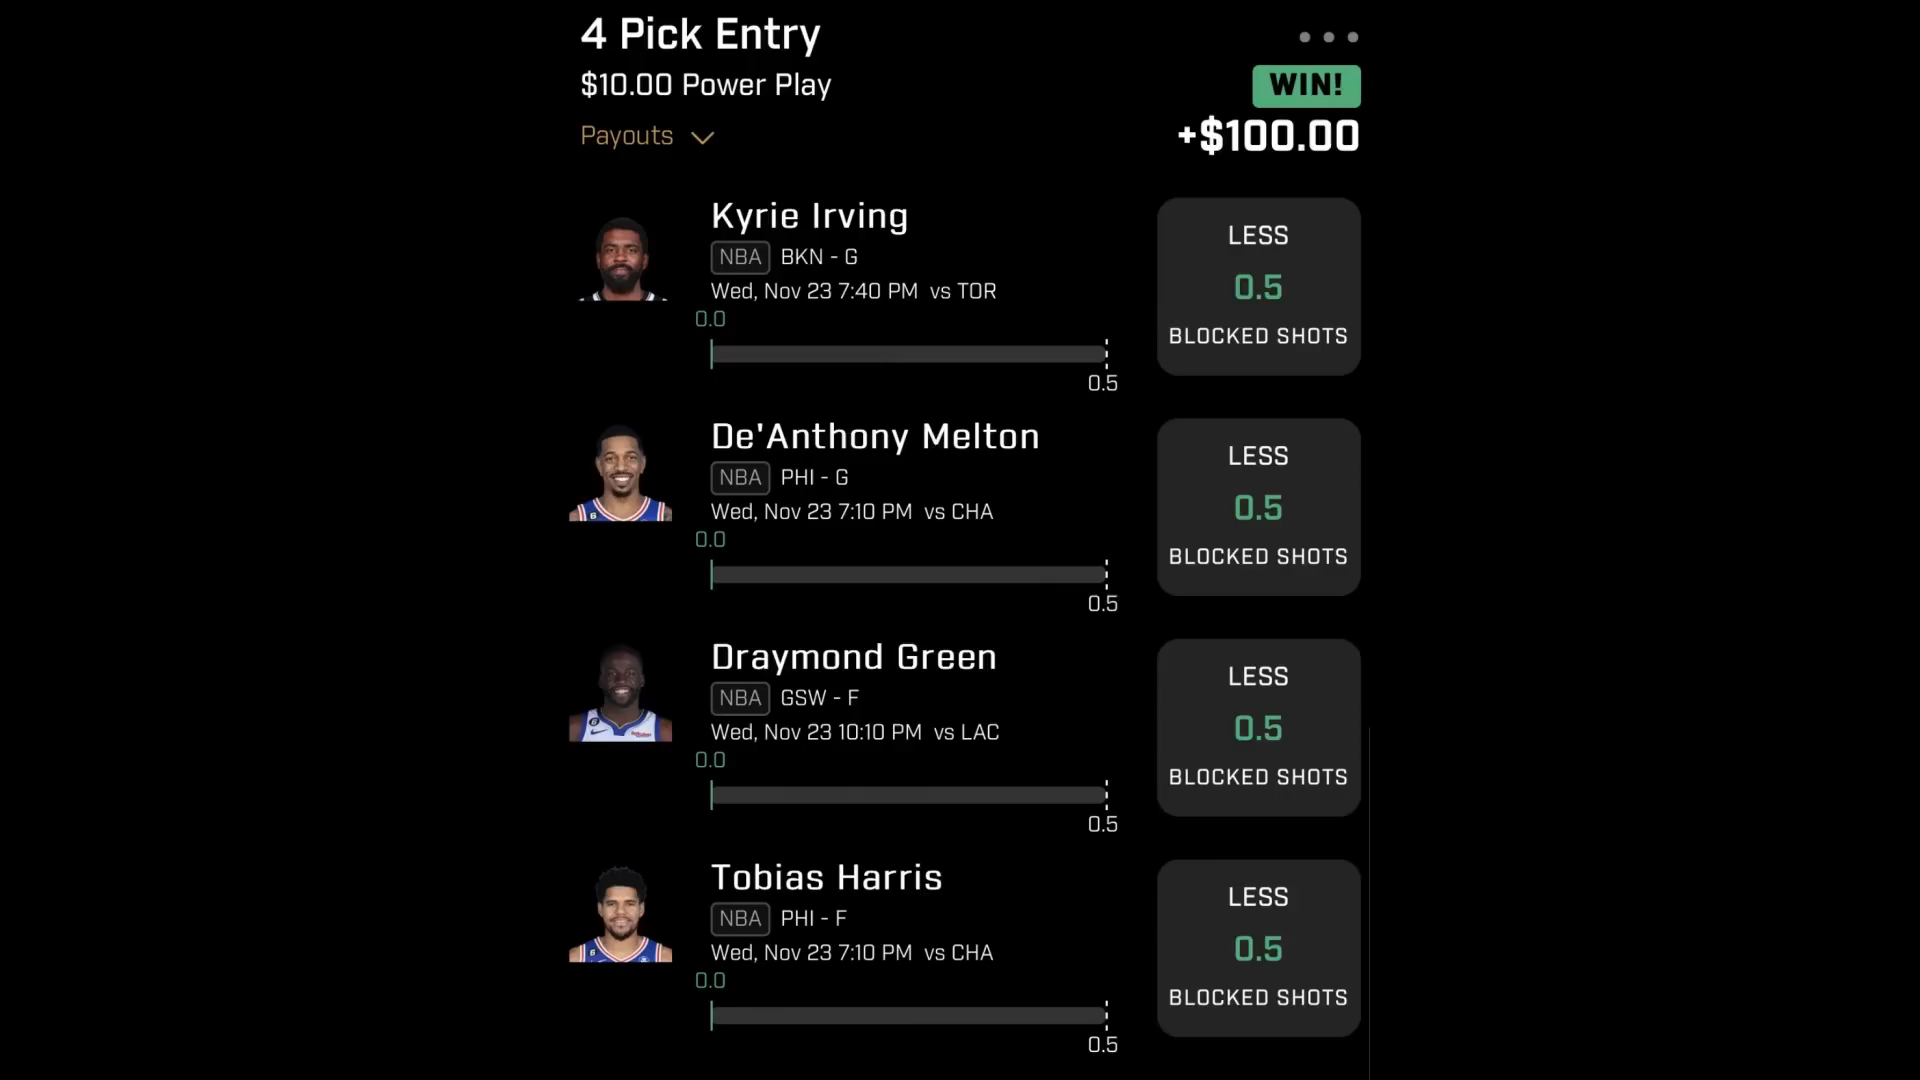 4 Pick Entry
$10.00 Power Play
WIN!
Payouts
+$100.00
Kyrie Irving
NBA BKN - G
Wed, Nov 23 7:40 PM vs TOR
0.0
0.5
LESS
0.5
BLOCKED SHOTS
De'Anthony Melton
NBA PHI - G
Wed, Nov 23 7:10 PM vs CHA
0.0
0.5
LESS
0.5
BLOCKED SHOTS
Draymond Green
NBA GSW - F
Wed, Nov 23 10:10 PM vs LAC
0.0
0.5
LESS
0.5
BLOCKED SHOTS
Tobias Harris
NBA PHI - F
Wed, Nov 23 7:10 PM vs CHA
0.0
0.5
LESS
0.5
BLOCKED SHOTS